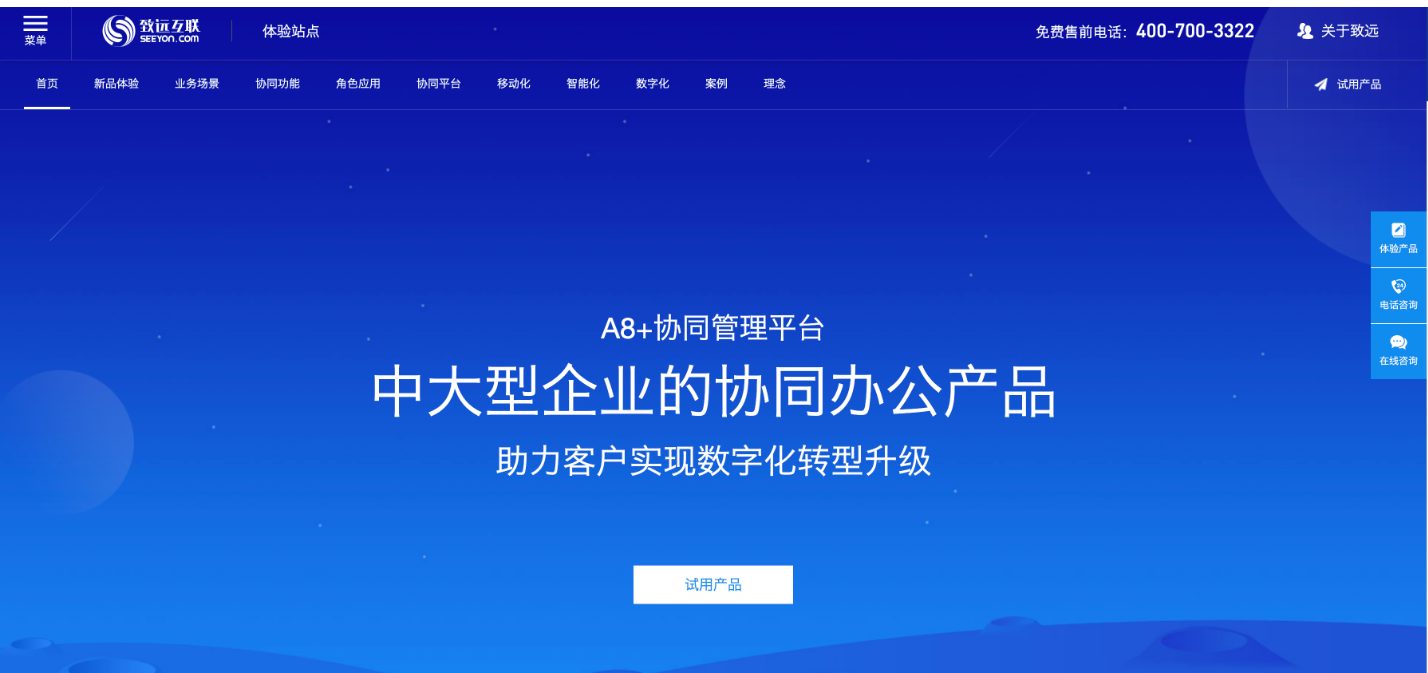 菜单
致远互联
SEEYON.COM
体验站点
免费售前电话：400-700-3322
关于致远
首页 新品体验 业务场景 协同功能 角色应用 协同平台 移动化 智能化 数字化 案例 理念
试用产品
体验产品
24
电话咨询
在线咨询
A8+协同管理平台
中大型企业的协同办公产品
助力客户实现数字化转型升级
试用产品